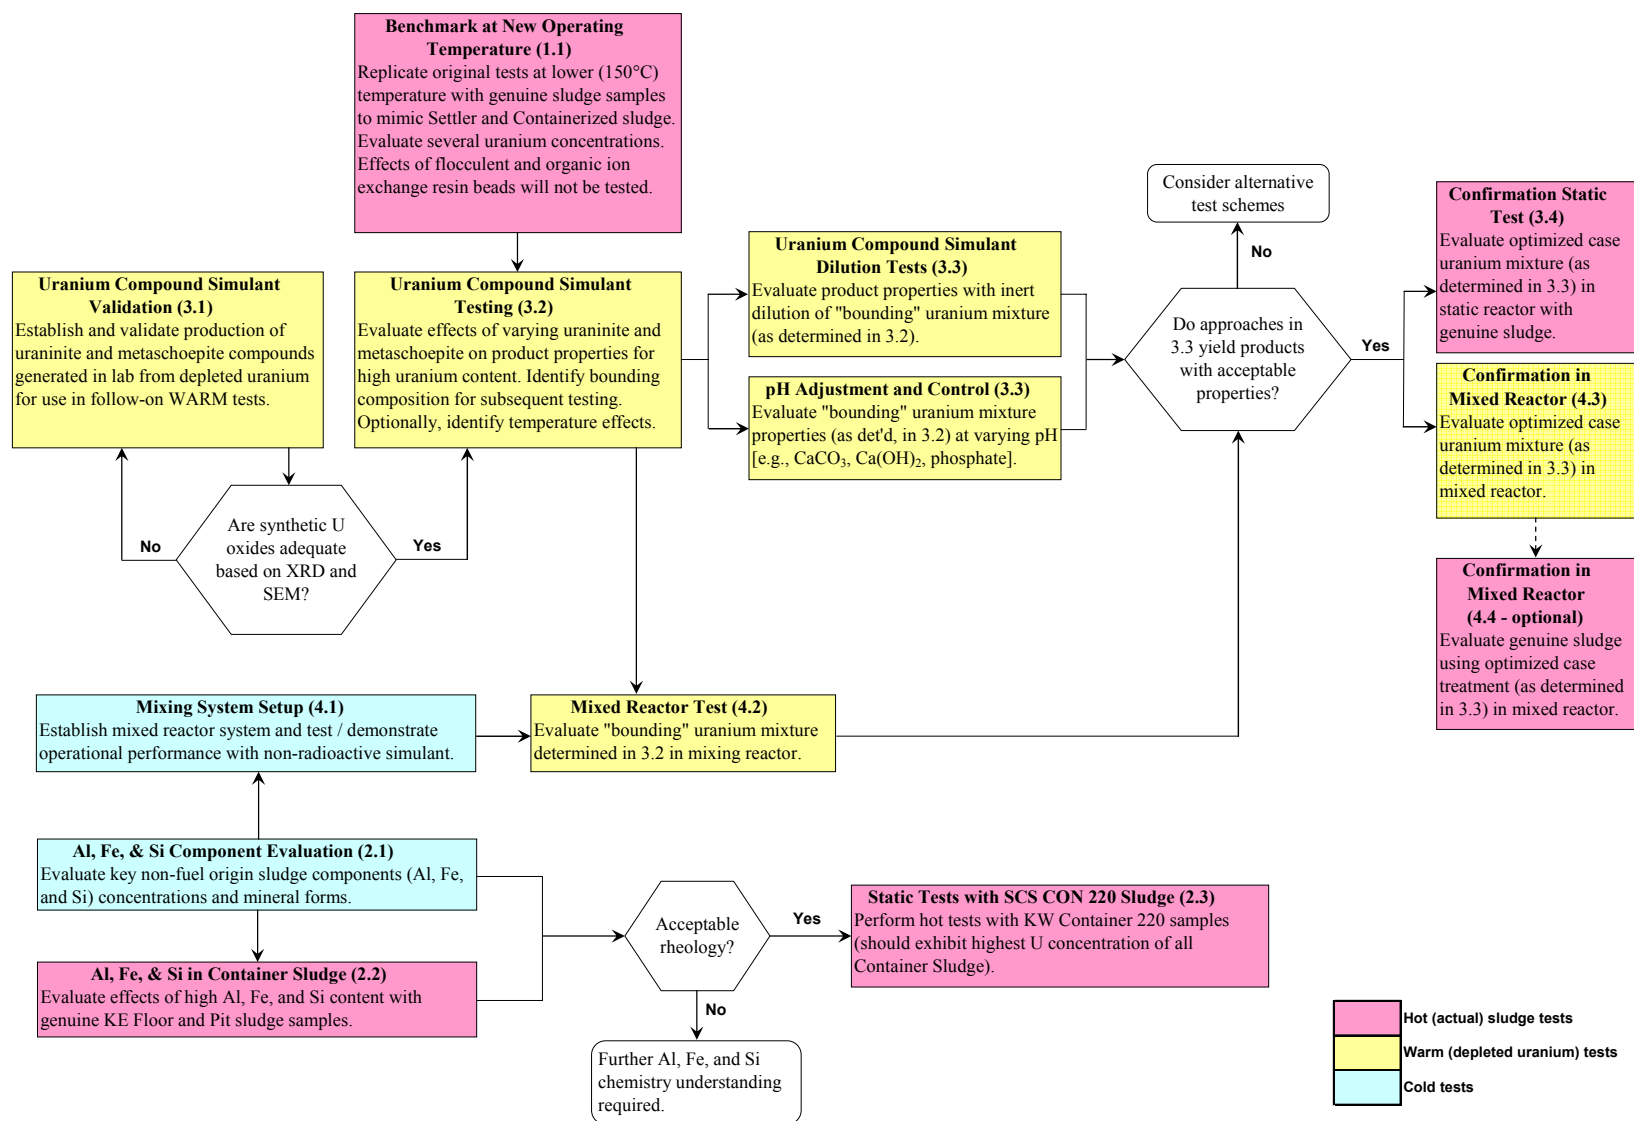 Benchmark at New Operating
Temperature (1.1)
Replicate original tests at lower (150°C)
temperature with genuine sludge samples
to mimic Settler and Containerized sludge.
Evaluate several uranium concentrations.
Effects of flocculent and organic ion
exchange resin beads will not be tested.
Uranium Compound Simulant
Validation (3.1)
Establish and validate production of
uraninite and metaschoepite compounds
generated in lab from depleted uranium
for use in follow-on WARM tests.
Uranium Compound Simulant
Testing (3.2)
Evaluate effects of varying uraninite and
metaschoepite on product properties for
high uranium content. Identify bounding
composition for subsequent testing.
Optionally, identify temperature effects.
Uranium Compound Simulant
Dilution Tests (3.3)
Evaluate product properties with inert
dilution of "bounding" uranium mixture
(as determined in 3.2).
pH Adjustment and Control (3.3)
Evaluate "bounding" uranium mixture
properties (as det'd, in 3.2) at varying pH
[e.g., CaCO₃, Ca(OH)₂, phosphate].
Consider alternative
test schemes
No
Do approaches in
3.3 yield products
with acceptable
properties?
Yes
Confirmation Static
Test (3.4)
Evaluate optimized case
uranium mixture (as
determined in 3.3) in
static reactor with
genuine sludge.
Confirmation in
Mixed Reactor (4.3)
Evaluate optimized case
uranium mixture (as
determined in 3.3) in
mixed reactor.
Confirmation in
Mixed Reactor
(4.4 - optional)
Evaluate genuine sludge
using optimized case
treatment (as determined
in 3.3) in mixed reactor.
No
Are synthetic U
oxides adequate
based on XRD and
SEM?
Yes
Mixing System Setup (4.1)
Establish mixed reactor system and test / demonstrate
operational performance with non-radioactive simulant.
Mixed Reactor Test (4.2)
Evaluate "bounding" uranium mixture
determined in 3.2 in mixing reactor.
Al, Fe, & Si Component Evaluation (2.1)
Evaluate key non-fuel origin sludge components (Al, Fe,
and Si) concentrations and mineral forms.
Al, Fe, & Si in Container Sludge (2.2)
Evaluate effects of high Al, Fe, and Si content with
genuine KE Floor and Pit sludge samples.
Acceptable
rheology?
Yes
No
Static Tests with SCS CON 220 Sludge (2.3)
Perform hot tests with KW Container 220 samples
(should exhibit highest U concentration of all
Container Sludge).
Further Al, Fe, and Si
chemistry understanding
required.
Hot (actual) sludge tests
Warm (depleted uranium) tests
Cold tests